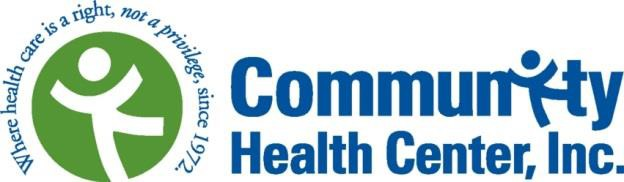 Where health care is a right, not a privilege, since 1972.
Community
Health Center, Inc.